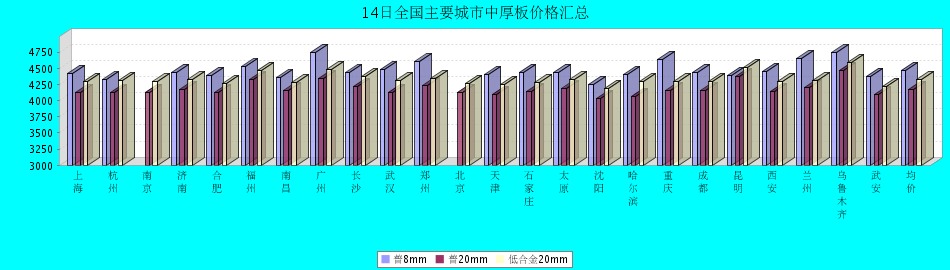 14日全国主要城市中厚板价格汇总
4750
4500
4250
4000
3750
3500
3250
3000
上海 杭州 南京 济南 合肥 福州 南昌 广州 长沙 武汉 郑州 北京 天津 石家庄 太原 沈阳 哈尔滨 重庆 成都 昆明 西安 兰州 乌鲁木齐 武安 均价
普8mm 普20mm 低合金20mm